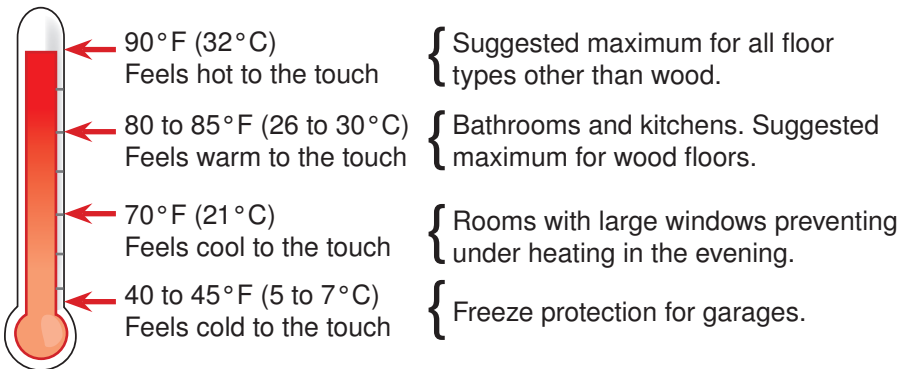 90°F (32°C)
Feels hot to the touch
{ Suggested maximum for all floor
types other than wood.
80 to 85°F (26 to 30°C)
Feels warm to the touch
{ Bathrooms and kitchens. Suggested
maximum for wood floors.
70°F (21°C)
Feels cool to the touch
{ Rooms with large windows preventing
under heating in the evening.
40 to 45°F (5 to 7°C)
Feels cold to the touch
{ Freeze protection for garages.